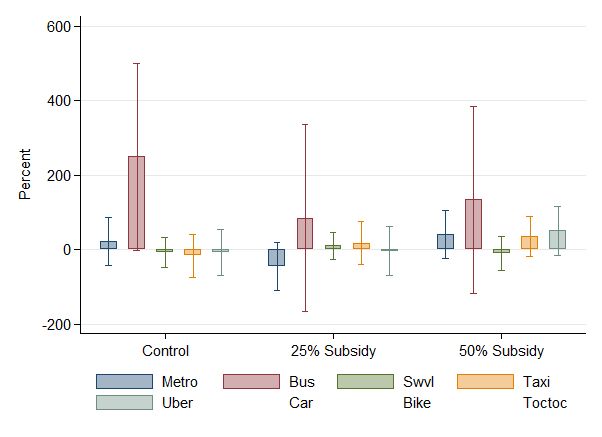 600
400
200
0
-200
Percent
Control 25% Subsidy 50% Subsidy
Metro Bus Swvl Taxi
Uber Car Bike Toctoc